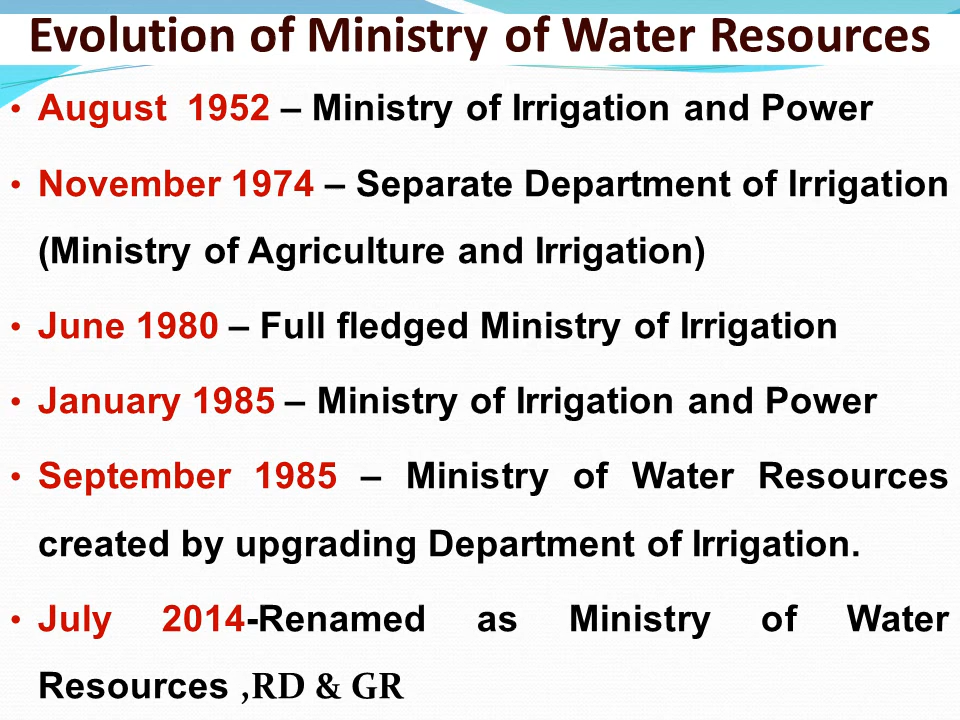 Evolution of Ministry of Water Resources
• August 1952 – Ministry of Irrigation and Power
• November 1974 – Separate Department of Irrigation
(Ministry of Agriculture and Irrigation)
• June 1980 – Full fledged Ministry of Irrigation
• January 1985 – Ministry of Irrigation and Power
• September 1985 – Ministry of Water Resources
created by upgrading Department of Irrigation.
• July 2014-Renamed as Ministry of Water
Resources ,RD & GR